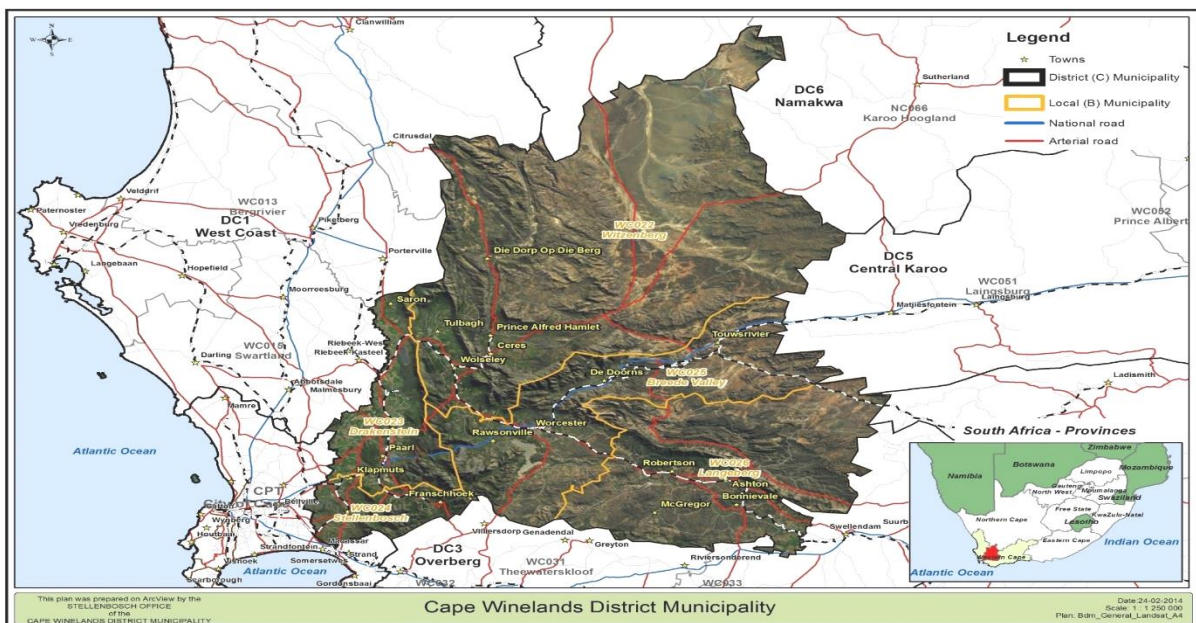 N
W
E
S
Clanwilliam
Legend
Towns
District (C) Municipality
Local (B) Municipality
National road
Arterial road
DC6
Namakwa
Sutherland
NC066
Karoo Hoogland
Citrusdal
Velddrif
Paternoster
Vredenburg
WC013
Bergrivier
DC1
West Coast
Piketberg
Langebaan
Hopefield
Porterville
Moorreesburg
WC022
Witzenberg
Die Dorp Op Die Berg
WC052
Prince Albert
DC5
Central Karoo
WC051
Laingsburg
Laingsburg
Matjiesfontein
Saron
Tulbagh
Prince Alfred Hamlet
Ceres
Wolseley
Touwsrivier
Riebeek-West
Riebeek-Kasteel
WC015
Swartland
Darling
De Doorns
WC025
Breede Valley
Abbotsdale
Malmesbury
Mamre
Ladismith
WC023
Drakenstein
Worcester
Rawsonville
Paarl
Klapmuts
Atlantic Ocean
Robertson
WC026
Langeberg
Ashton
Bonnievale
McGregor
Franschhoek
WC024
Stellenbosch
CPT
Bellville
Wynberg
Houtbaai
Strandfontein
Macassar
Strand
Somerset-wes
Gordonsbaai
Scarborough
Atlantic Ocean
Villiersdorp
Genadendal
Greyton
DC3
Overberg
WC031
Theewaterskloof
WC032
WC033
Riviersonderend
Swellendam
Suurb
South Africa - Provinces
Zimbabwe
Botswana
Namibia
Limpopo
Mozambique
Gauteng
North West
Mpumalanga
Swaziland
Free State
KwaZulu-Natal
Lesotho
Northern Cape
Eastern Cape
Western Cape
Indian Ocean
Atlantic Ocean
This plan was prepared on ArcView by the
STELLENBOSCH OFFICE
of the
CAPE WINELANDS DISTRICT MUNICIPALITY
Cape Winelands District Municipality
Date:24-02-2014
Scale: 1 : 1 250 000
Plan: Bdm_General_Landsat_A4